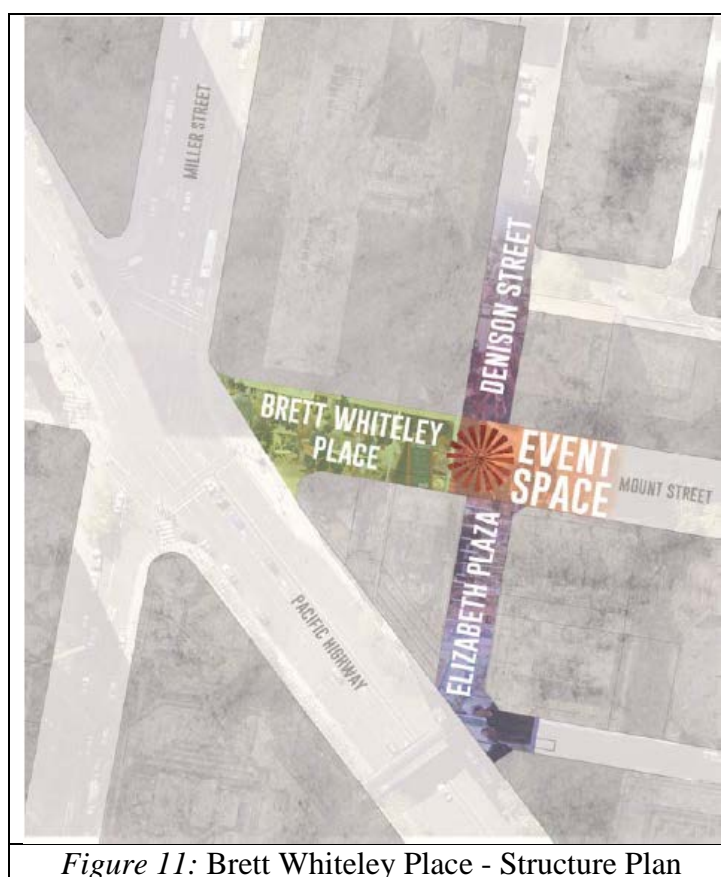 MILLER STREET
DENISON STREET
BRETT WHITELEY
PLACE
EVENT
SPACE
MOUNT STREET
ELIZABETH PLAZA
PACIFIC HIGHWAY
Figure 11: Brett Whiteley Place - Structure Plan